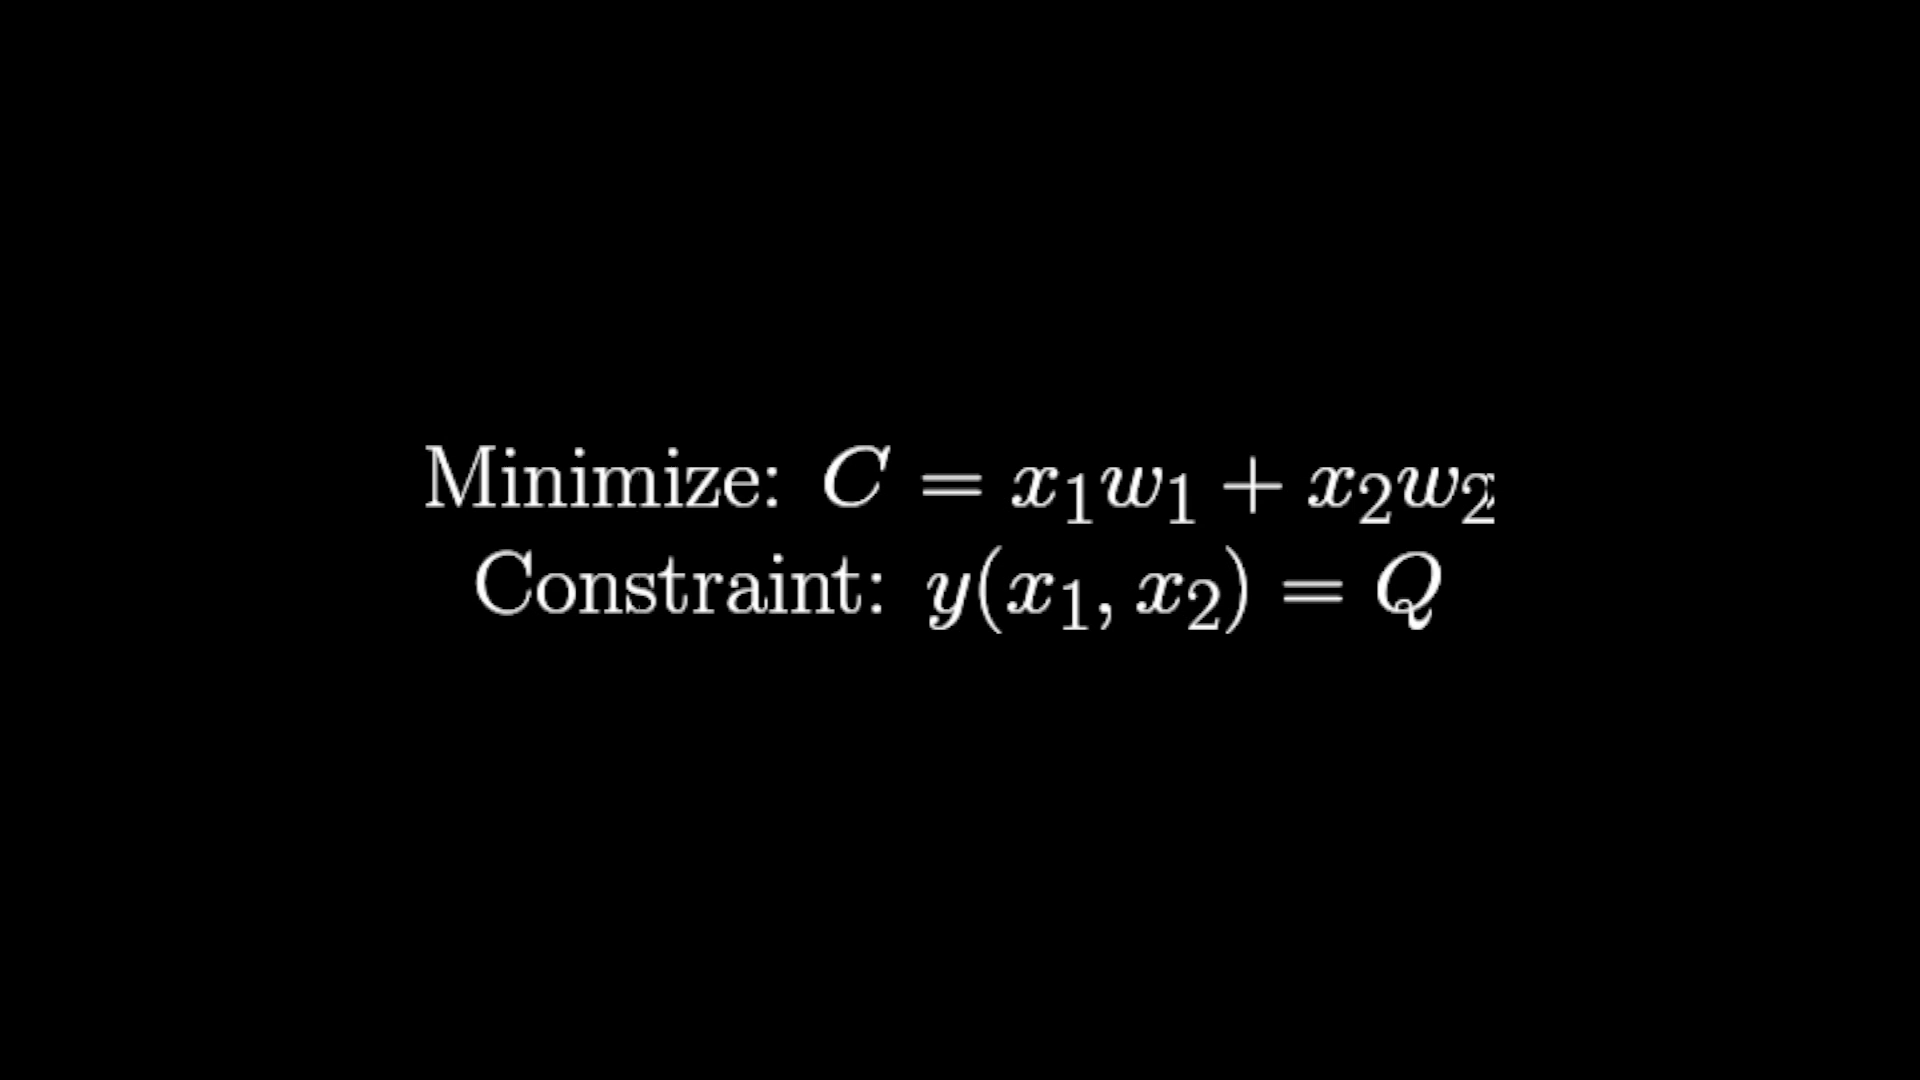 Minimize: C = x₁w₁ + x₂w₂
Constraint: y(x₁, x₂) = Q